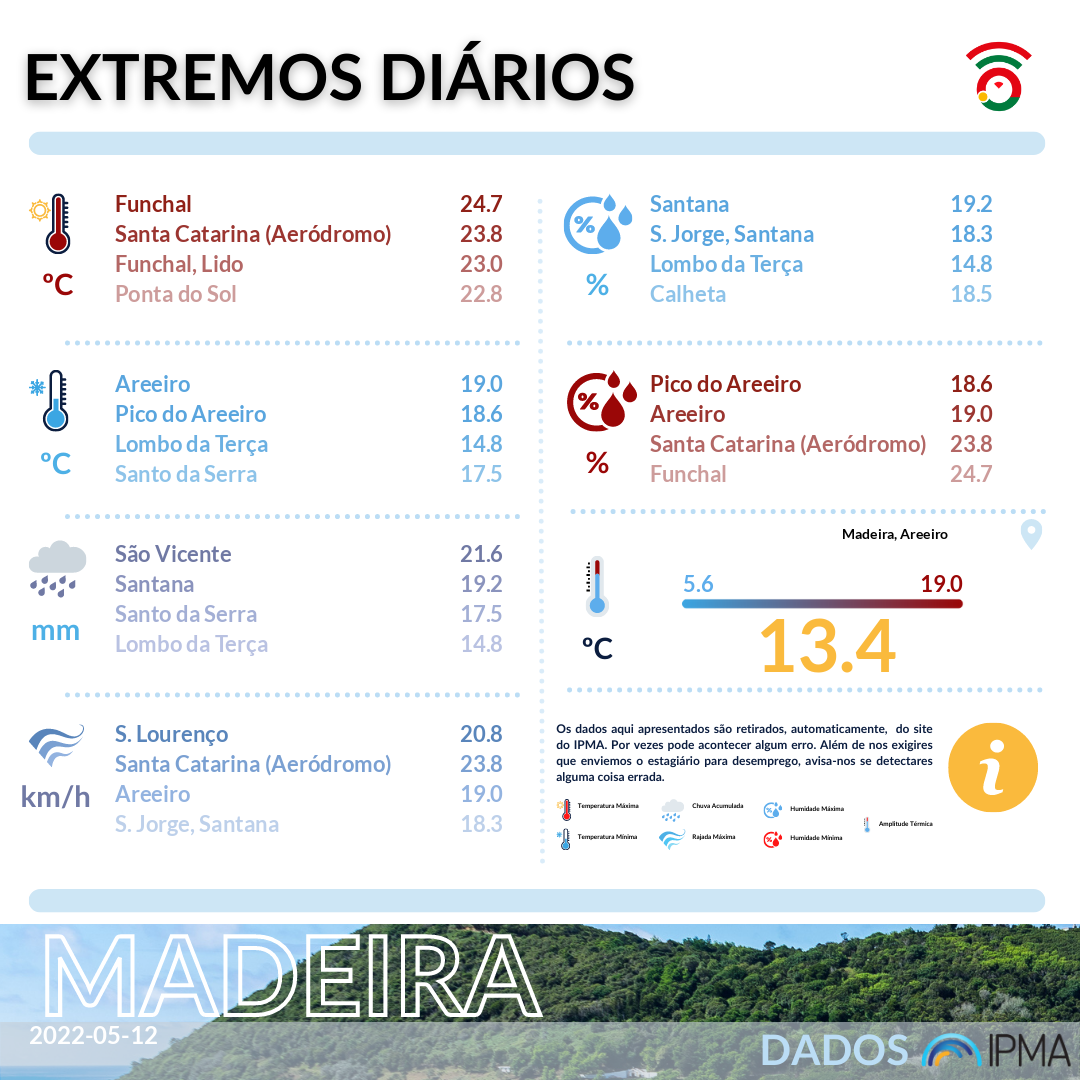 EXTREMOS DIÁRIOS
Funchal 24.7
Santa Catarina (Aeródromo) 23.8
Funchal, Lido 23.0
Ponta do Sol 22.8
ºC
Areeiro 19.0
Pico do Areeiro 18.6
Lombo da Terça 14.8
Santo da Serra 17.5
ºC
São Vicente 21.6
Santana 19.2
Santo da Serra 17.5
Lombo da Terça 14.8
mm
S. Lourenço 20.8
Santa Catarina (Aeródromo) 23.8
Areeiro 19.0
S. Jorge, Santana 18.3
km/h
%
Santana 19.2
S. Jorge, Santana 18.3
Lombo da Terça 14.8
Calheta 18.5
%
%
Pico do Areeiro 18.6
Areeiro 19.0
Santa Catarina (Aeródromo) 23.8
Funchal 24.7
%
Madeira, Areeiro
5.6 19.0
13.4
ºC
Os dados aqui apresentados são retirados, automaticamente, do site
do IPMA. Por vezes pode acontecer algum erro. Além de nos exigires
que enviemos o estagiário para desemprego, avisa-nos se detectares
alguma coisa errada.
i
Temperatura Máxima Chuva Acumulada Humidade Máxima
Amplitude Térmica
Temperatura Mínima Rajada Máxima Humidade Mínima
MADEIRA
2022-05-12
DADOS IPMA